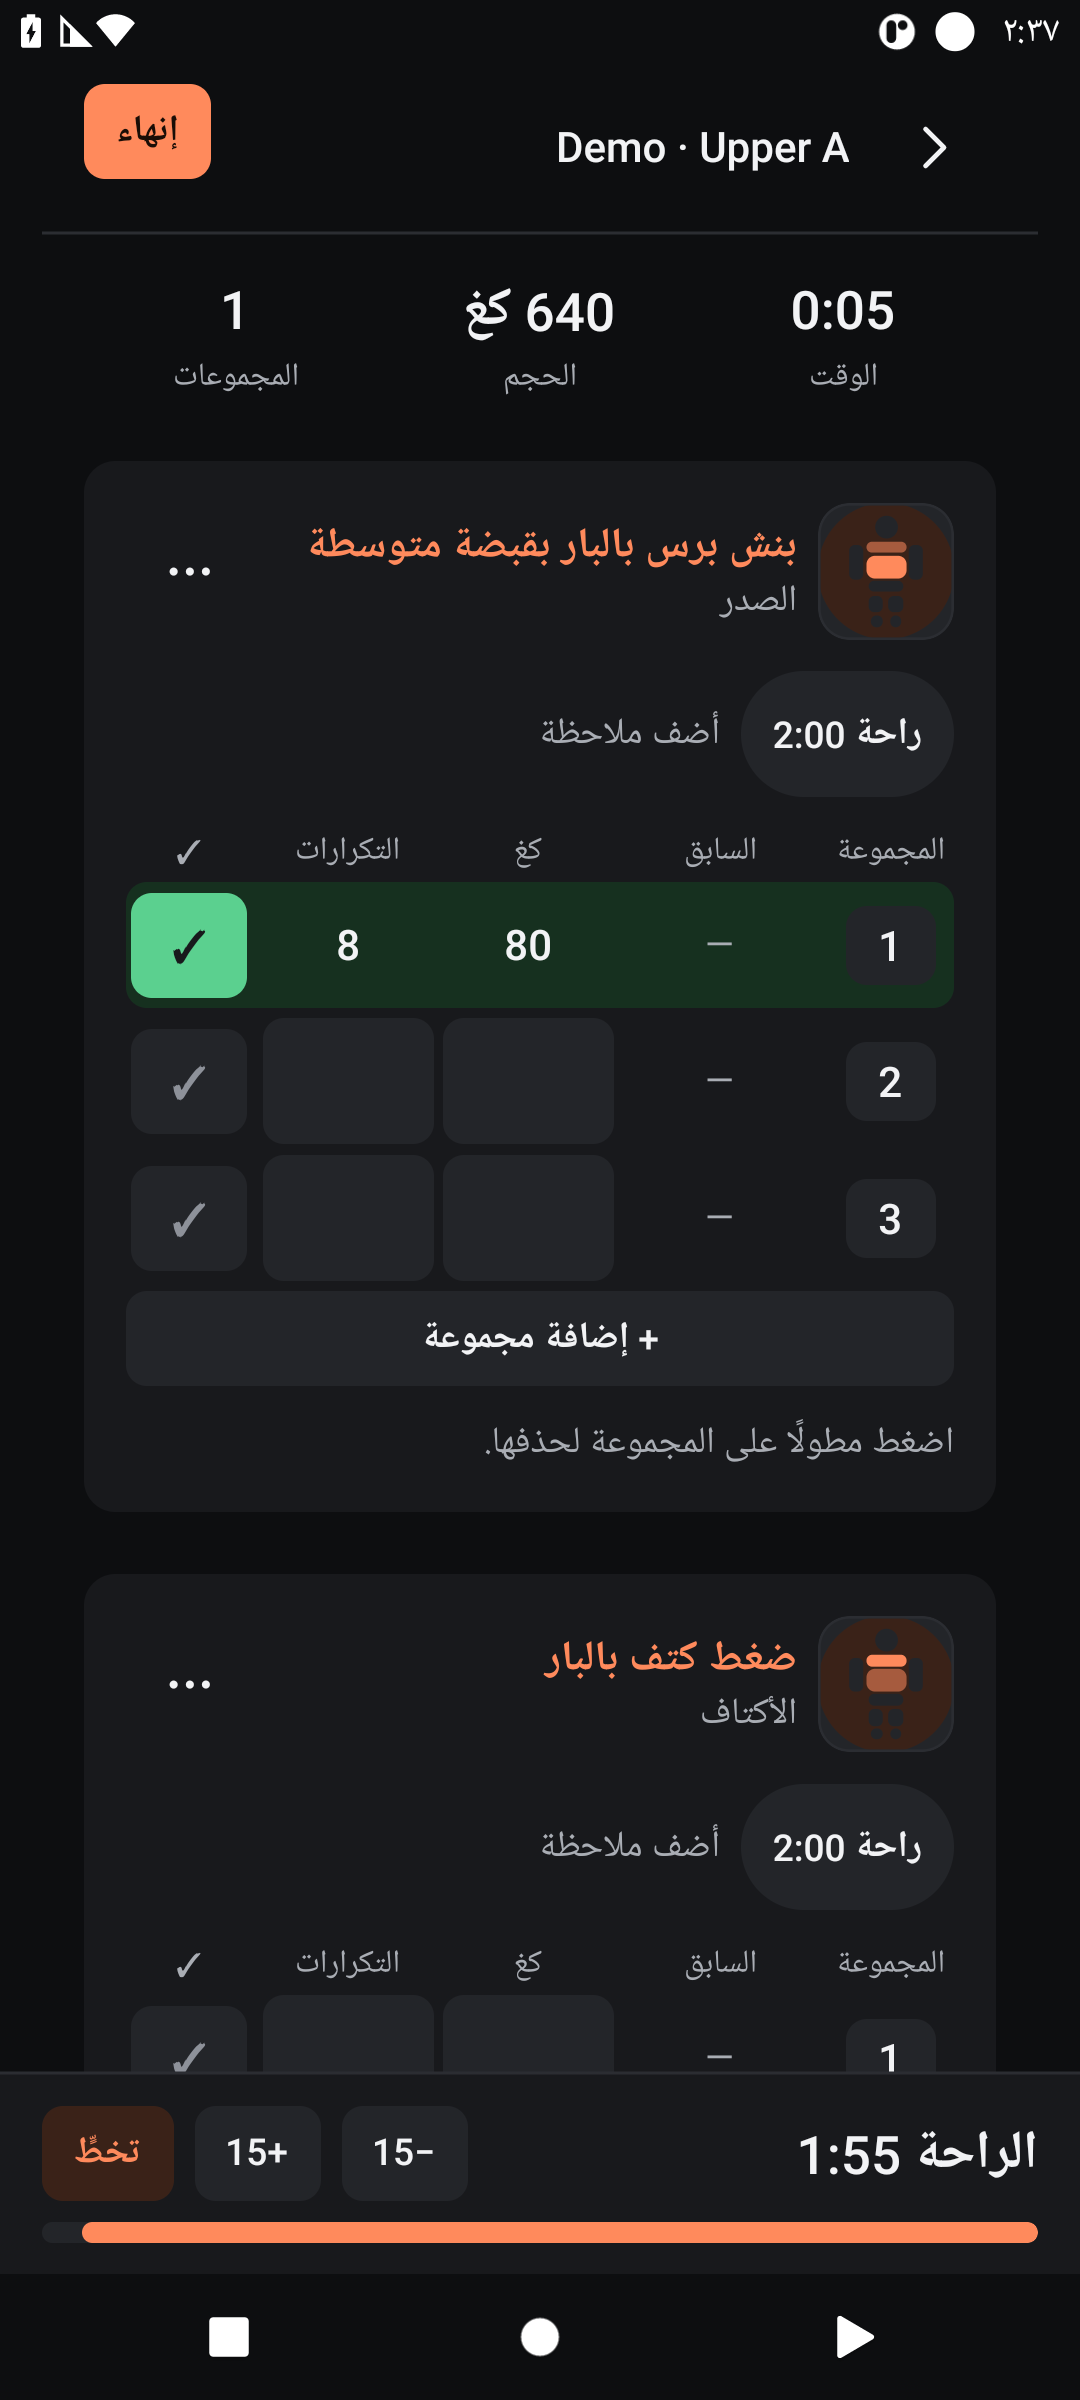 ٢:٣٧
Demo · Upper A
إنهاء
0:05
640 كغ
1
الوقت
الحجم
المجموعات
بنش برس بالبار بقبضة متوسطة
الصدر
راحة 2:00
أضف ملاحظة
المجموعة السابق كغ التكرارات ✓
1 – 80 8 ✓
2 – ✓
3 – ✓
+ إضافة مجموعة
اضغط مطولًا على المجموعة لحذفها.
ضغط كتف بالبار
الأكتاف
راحة 2:00
أضف ملاحظة
المجموعة السابق كغ التكرارات ✓
1 – ✓
الراحة 1:55
−15
+15
تخطٍّ